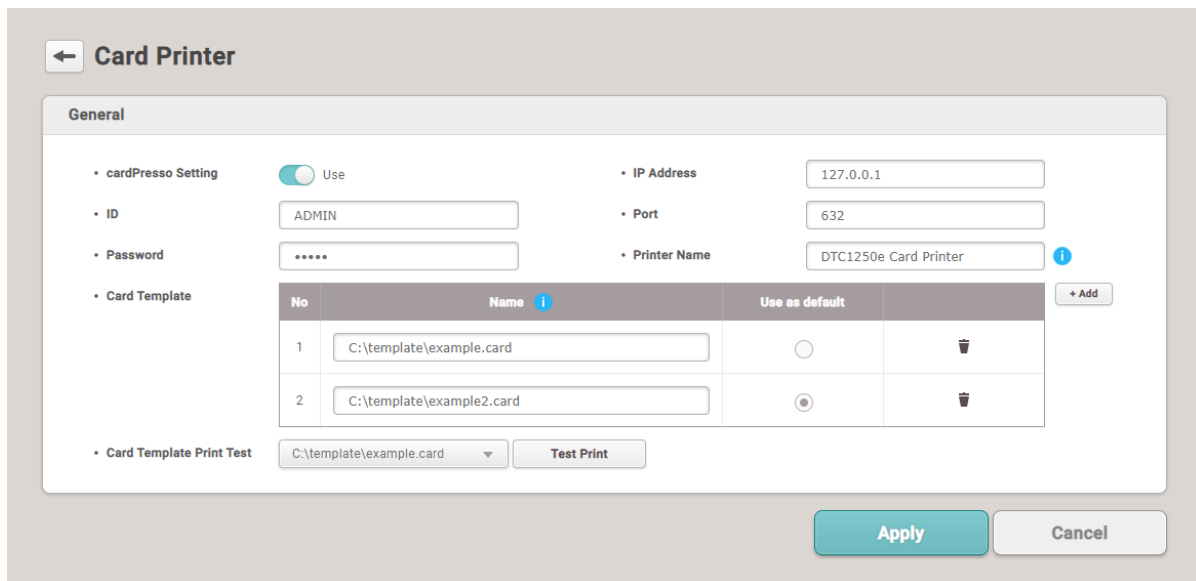 Card Printer
General
• cardPresso Setting
Use
• IP Address
127.0.0.1
• ID
ADMIN
• Port
632
• Password
•••••
• Printer Name
DTC1250e Card Printer
i
• Card Template
No
Name i
Use as default
+ Add
1
C:\template\example.card
2
C:\template\example2.card
• Card Template Print Test
C:\template\example.card
Test Print
Apply
Cancel